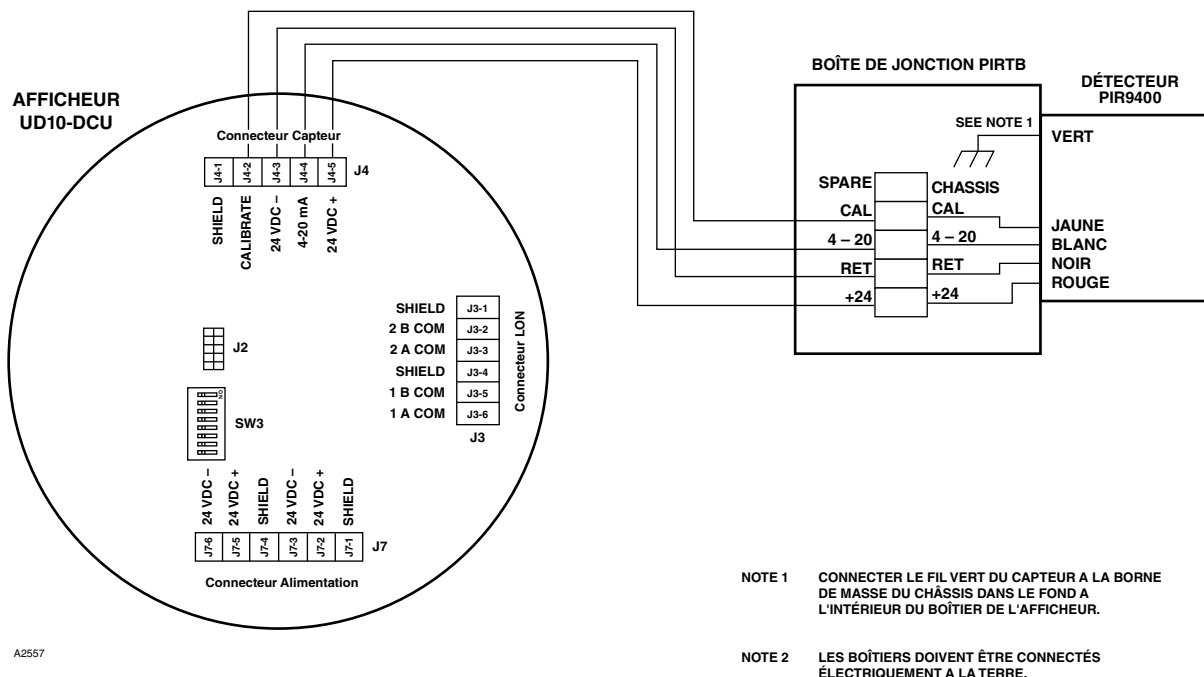 AFFICHEUR
UD10-DCU
Connecteur Capteur
J4-1
J4-2
J4-3
J4-4
J4-5
J4
SHIELD
CALIBRATE
24 VDC –
4-20 mA
24 VDC +
SHIELD J3-1
2 B COM J3-2
2 A COM J3-3
SHIELD J3-4
1 B COM J3-5
1 A COM J3-6
J3
Connecteur LON
J2
ON
SW3
24 VDC –
24 VDC +
SHIELD
24 VDC –
24 VDC +
SHIELD
J7-6
J7-5
J7-4
J7-3
J7-2
J7-1
J7
Connecteur Alimentation
BOÎTE DE JONCTION PIRTB
SEE NOTE 1
SPARE CHASSIS
CAL CAL
4 – 20 4 – 20
RET RET
+24 +24
DÉTECTEUR
PIR9400
VERT
JAUNE
BLANC
NOIR
ROUGE
NOTE 1 CONNECTER LE FIL VERT DU CAPTEUR A LA BORNE
DE MASSE DU CHÂSSIS DANS LE FOND A
L'INTÉRIEUR DU BOÎTIER DE L'AFFICHEUR.
NOTE 2 LES BOÎTIERS DOIVENT ÊTRE CONNECTÉS
ÉLECTRIQUEMENT A LA TERRE.
A2557